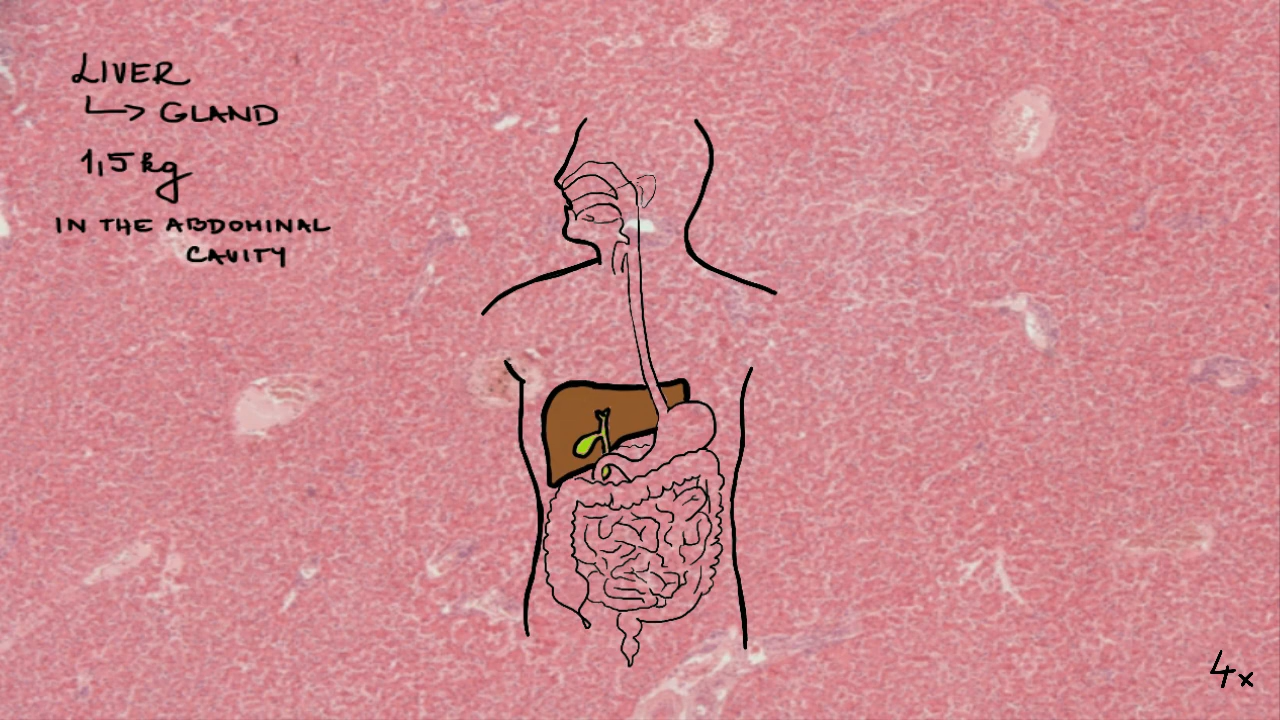 LIVER
↳ GLAND
1,5 kg
IN THE ABDOMINAL
CAVITY
4x